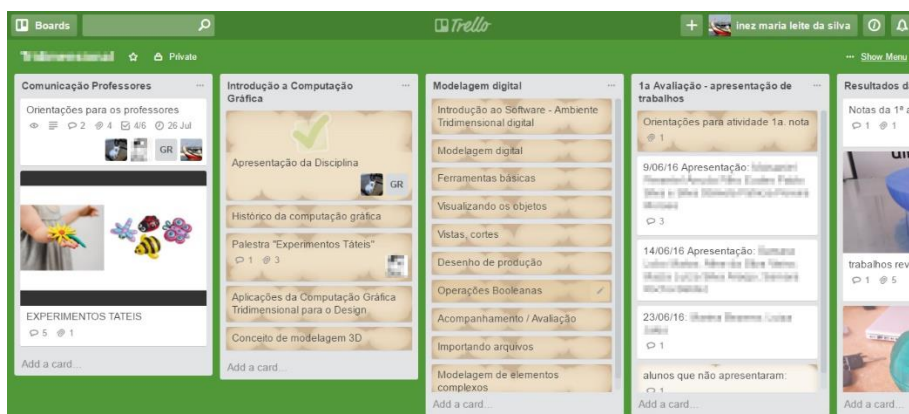 Boards
Trello
inez maria leite da silva
Private
Show Menu
Comunicação Professores
Orientações para os professores
2 4 4/6 26 Jul
GR
EXPERIMENTOS TATEIS
5 1
Add a card...
Introdução a Computação
Gráfica
Apresentação da Disciplina
GR
Histórico da computação gráfica
Palestra "Experimentos Táteis"
1 3
Aplicações da Computação Gráfica
Tridimensional para o Design
Conceito de modelagem 3D
Add a card...
Modelagem digital
Introdução ao Software - Ambiente
Tridimensional digital
Modelagem digital
Ferramentas básicas
Visualizando os objetos
Vistas, cortes
Desenho de produção
Operações Booleanas
Acompanhamento / Avaliação
Importando arquivos
Modelagem de elementos
complexos
Add a card...
1a Avaliação - apresentação de
trabalhos
Orientações para atividade 1a. nota
1
9/06/16 Apresentação:
3
14/06/16 Apresentação:
23/06/16:
1
alunos que não apresentaram:
1
Add a card...
Resultados d
Notas da 1ª a
1 1
trabalhos rev
1 5
Add a card...